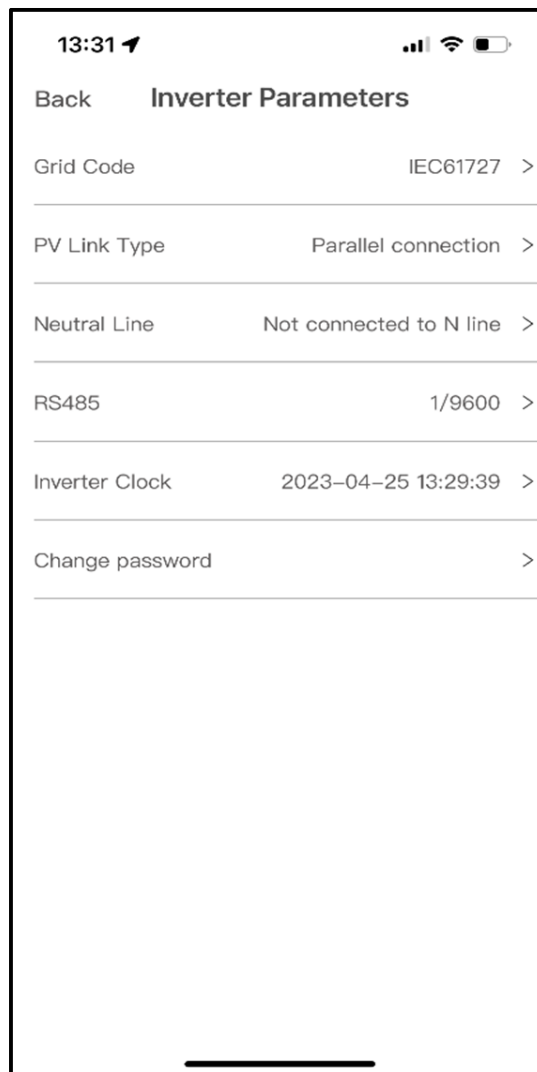 13:31
Back Inverter Parameters
Grid Code IEC61727 >
PV Link Type Parallel connection >
Neutral Line Not connected to N line >
RS485 1/9600 >
Inverter Clock 2023-04-25 13:29:39 >
Change password >